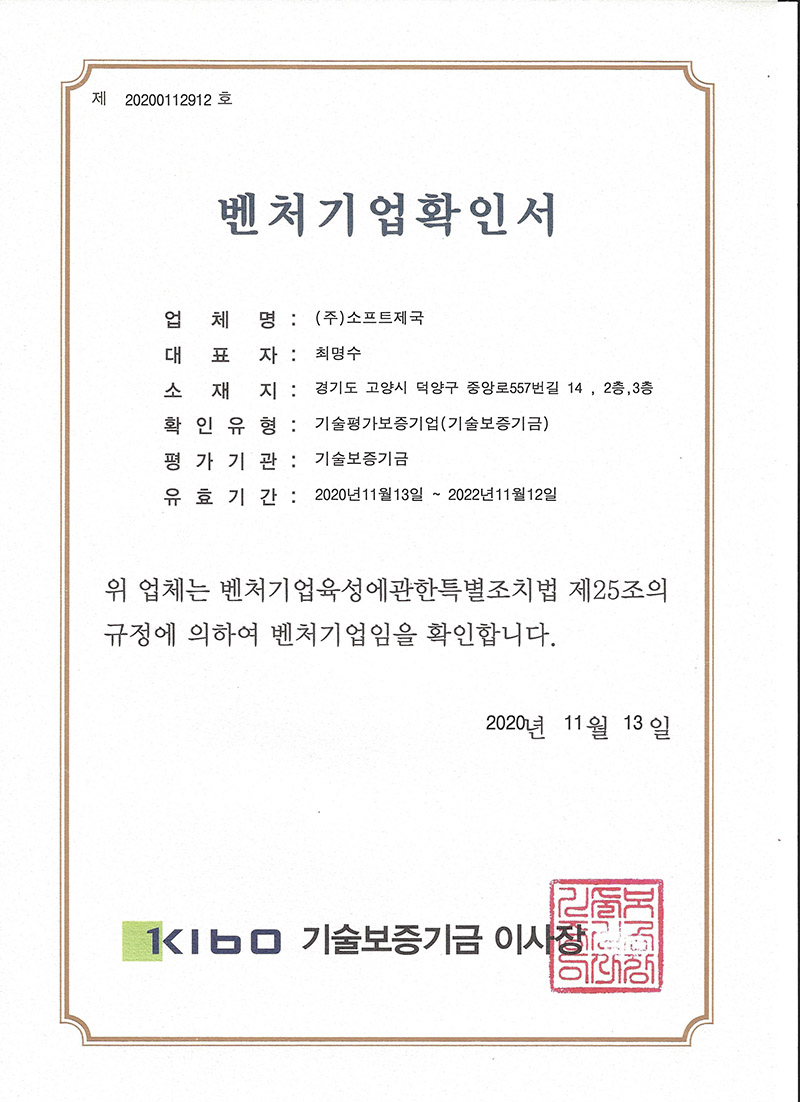 제 20200112912 호
벤처기업확인서
업 체 명 : (주)소프트제국
대 표 자 : 최명수
소 재 지 : 경기도 고양시 덕양구 중앙로557번길 14 , 2층,3층
확 인 유 형 : 기술평가보증기업(기술보증기금)
평 가 기 관 : 기술보증기금
유 효 기 간 : 2020년11월13일 ~ 2022년11월12일
위 업체는 벤처기업육성에관한특별조치법 제25조의
규정에 의하여 벤처기업임을 확인합니다.
2020년 11월 13일
KIBO 기술보증기금 이사장